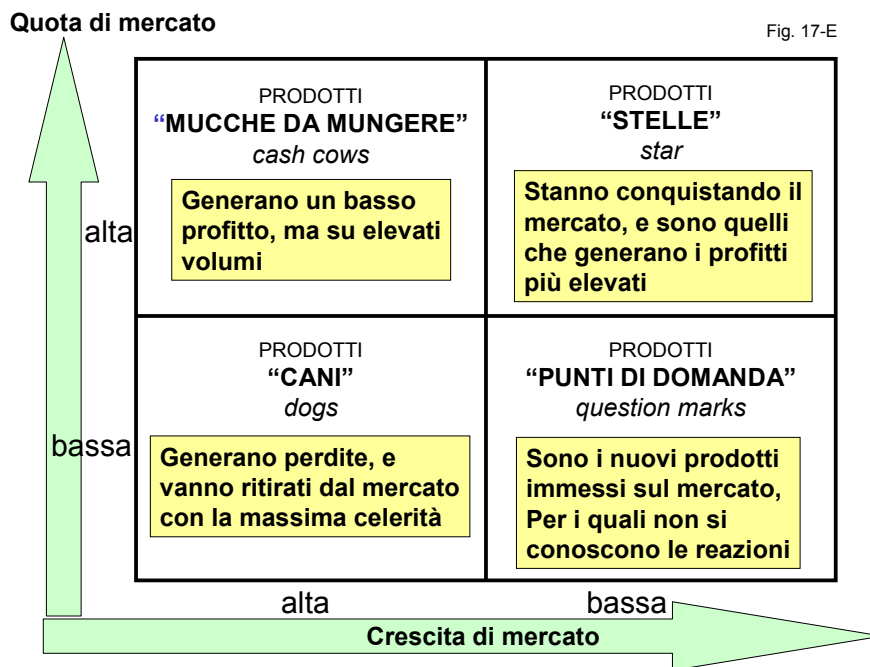 Quota di mercato
Fig. 17-E
PRODOTTI
“MUCCHE DA MUNGERE”
cash cows
Generano un basso
profitto, ma su elevati
volumi
PRODOTTI
“STELLE”
star
Stanno conquistando il
mercato, e sono quelli
che generano i profitti
più elevati
alta
PRODOTTI
“CANI”
dogs
Generano perdite, e
vanno ritirati dal mercato
con la massima celerità
PRODOTTI
“PUNTI DI DOMANDA”
question marks
Sono i nuovi prodotti
immessi sul mercato,
Per i quali non si
conoscono le reazioni
bassa
alta
bassa
Crescita di mercato